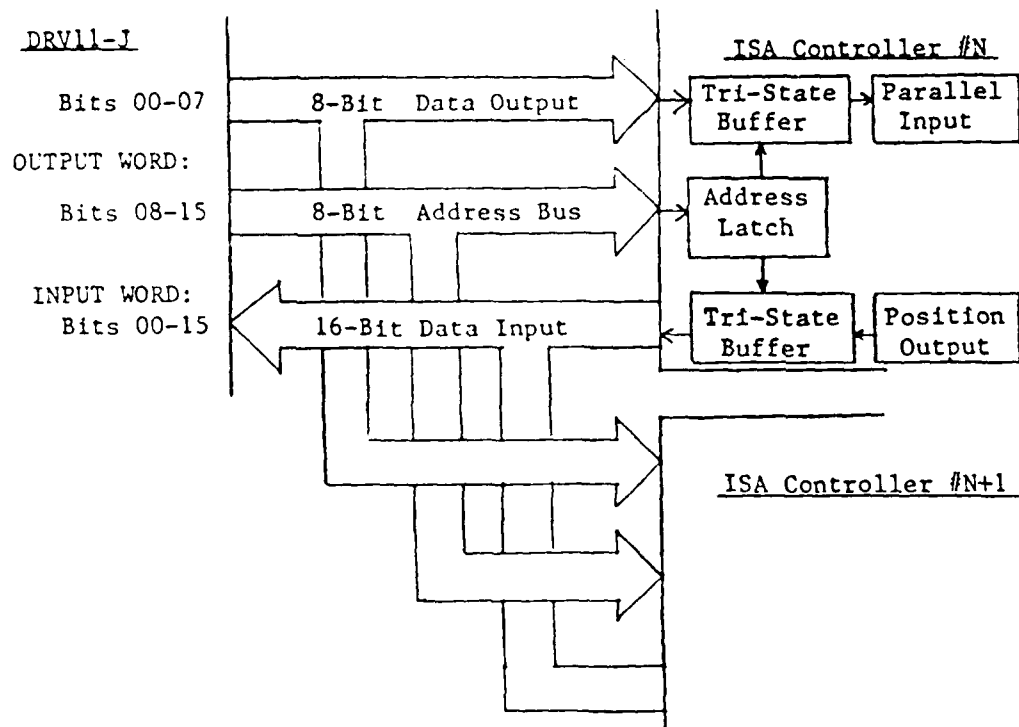 DRV11-J
ISA Controller #N
Bits 00-07
8-Bit Data Output
Tri-State
Buffer
Parallel
Input
OUTPUT WORD:
Bits 08-15
8-Bit Address Bus
Address
Latch
INPUT WORD:
Bits 00-15
16-Bit Data Input
Tri-State
Buffer
Position
Output
ISA Controller #N+1